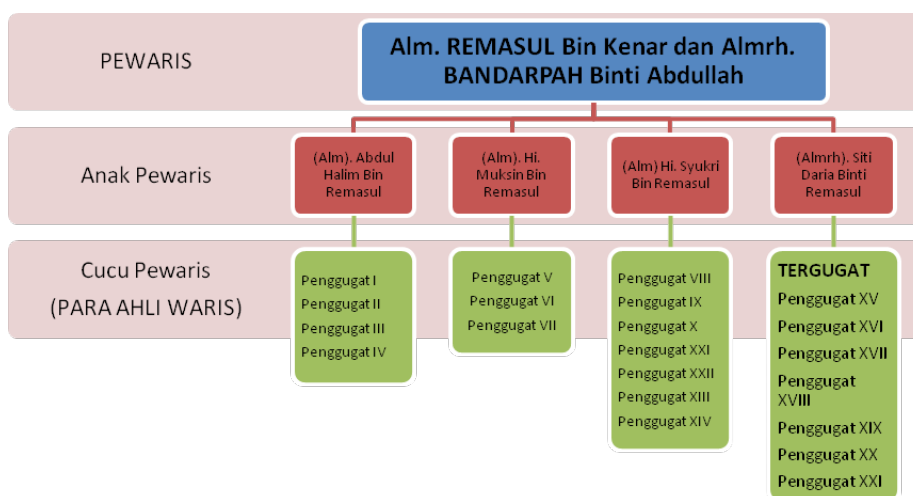 PEWARIS
Alm. REMASUL Bin Kenar dan Almrh.
BANDARPAH Binti Abdullah
Anak Pewaris
(Alm). Abdul
Halim Bin
Remasul
(Alm). Hi.
Muksin Bin
Remasul
(Alm) Hi. Syukri
Bin Remasul
(Almrh). Siti
Daria Binti
Remasul
Cucu Pewaris
(PARA AHLI WARIS)
Penggugat I
Penggugat II
Penggugat III
Penggugat IV
Penggugat V
Penggugat VI
Penggugat VII
Penggugat VIII
Penggugat IX
Penggugat X
Penggugat XXI
Penggugat XXII
Penggugat XIII
Penggugat XIV
TERGUGAT
Penggugat XV
Penggugat XVI
Penggugat XVII
Penggugat
XVIII
Penggugat XIX
Penggugat XX
Penggugat XXI